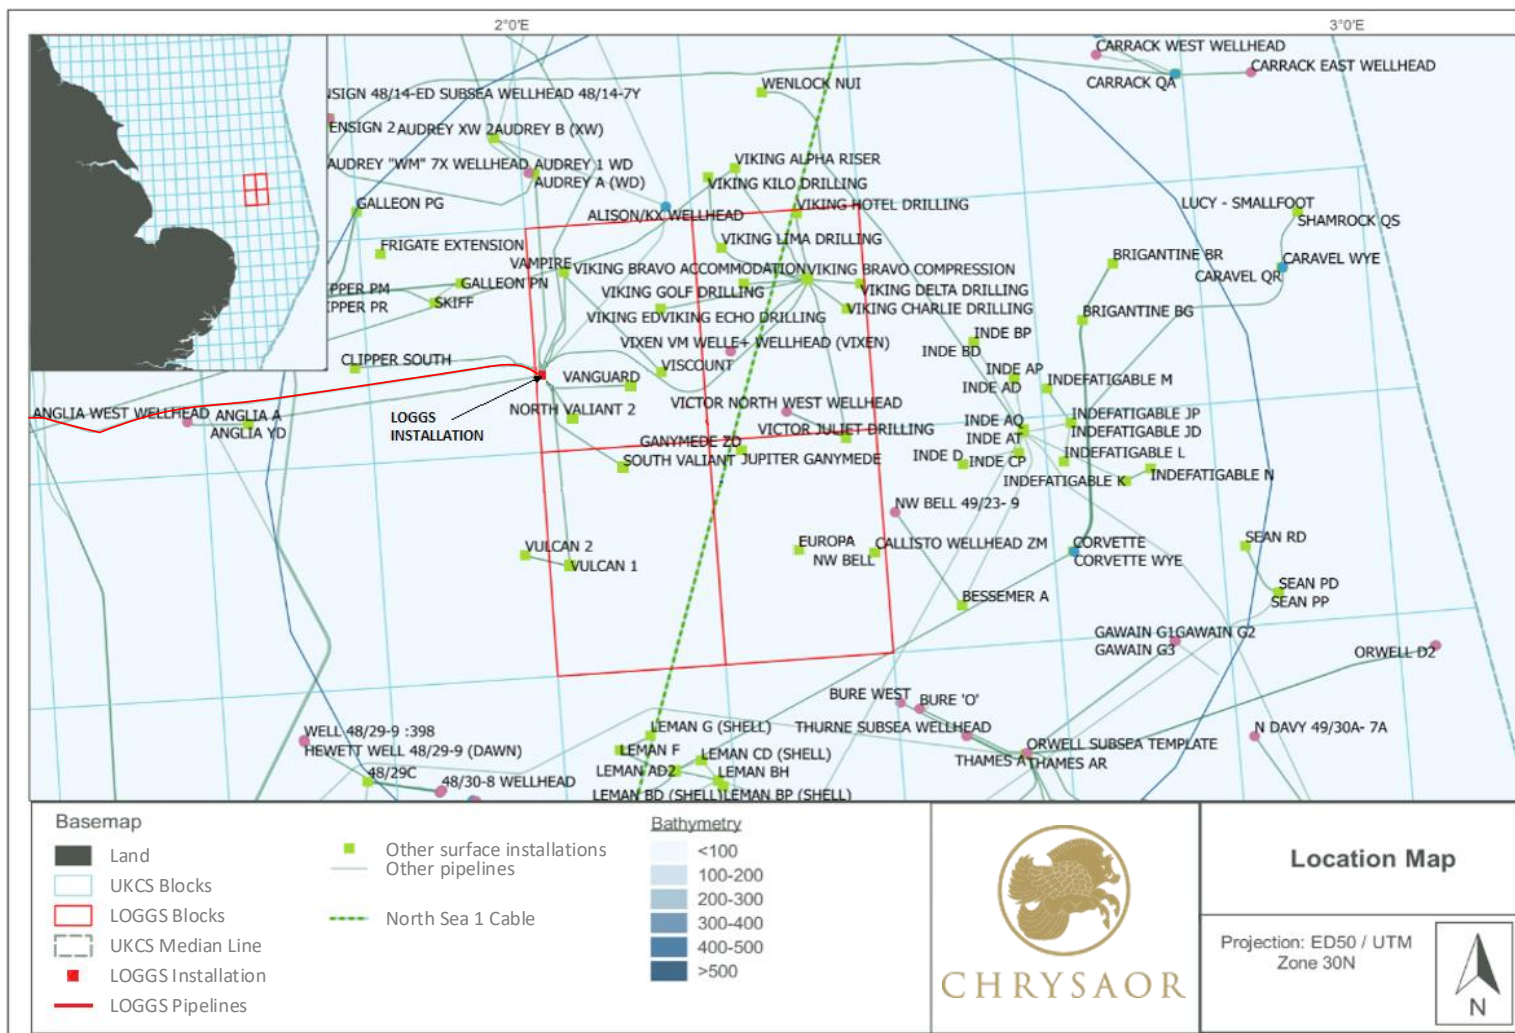 2°0'E
3°0'E
CARRACK WEST WELLHEAD
CARRACK EAST WELLHEAD
CARRACK QA
WENLOCK NUI
NSIGN 48/14-ED SUBSEA WELLHEAD 48/14-7Y
ENSIGN 2 AUDREY XW 2AUDREY B (XW)
AUDREY "WM" 7X WELLHEAD AUDREY 1 WD
AUDREY A (WD)
VIKING ALPHA RISER
VIKING KILO DRILLING
GALLEON PG
ALISON/KX WELLHEAD
VIKING HOTEL DRILLING
LUCY - SMALLFOOT
SHAMROCK QS
FRIGATE EXTENSION
VIKING LIMA DRILLING
BRIGANTINE BR
CARAVEL WYE
CARAVEL QR
VAMPIRE
VIKING BRAVO ACCOMMODATIONVIKING BRAVO COMPRESSION
PPER PM
GALLEON PN
VIKING GOLF DRILLING
VIKING DELTA DRILLING
IPPER PR
SKIFF
VIKING CHARLIE DRILLING
BRIGANTINE BG
VIKING EDVIKING ECHO DRILLING
INDE BP
VIXEN VM WELLE+ WELLHEAD (VIXEN)
INDE BD
CLIPPER SOUTH
VISCOUNT
INDE AP
VANGUARD
INDE AD
INDEFATIGABLE M
ANGLIA WEST WELLHEAD
ANGLIA A
ANGLIA YD
LOGGS
INSTALLATION
NORTH VALIANT 2
VICTOR NORTH WEST WELLHEAD
INDE AQ
INDEFATIGABLE JP
VICTOR JULIET DRILLING
INDEFATIGABLE JD
GANYMEDE ZD
INDE AT
SOUTH VALIANT
JUPITER GANYMEDE
INDE D
INDE CP
INDEFATIGABLE L
INDEFATIGABLE K
INDEFATIGABLE N
NW BELL 49/23- 9
VULCAN 2
VULCAN 1
EUROPA
NW BELL
CALLISTO WELLHEAD ZM
CORVETTE
CORVETTE WYE
SEAN RD
SEAN PD
SEAN PP
BESSEMER A
GAWAIN G1GAWAIN G2
GAWAIN G3
ORWELL D2
BURE WEST
BURE 'O'
WELL 48/29-9 :398
HEWETT WELL 48/29-9 (DAWN)
LEMAN G (SHELL)
THURNE SUBSEA WELLHEAD
N DAVY 49/30A- 7A
LEMAN F
LEMAN CD (SHELL)
ORWELL SUBSEA TEMPLATE
THAMES A
THAMES AR
48/29C
48/30-8 WELLHEAD
LEMAN AD2
LEMAN BH
LEMAN BD (SHELL)LEMAN BP (SHELL)
Basemap
Land
UKCS Blocks
LOGGS Blocks
UKCS Median Line
LOGGS Installation
LOGGS Pipelines
Other surface installations
Other pipelines
North Sea 1 Cable
Bathymetry
<100
100-200
200-300
300-400
400-500
>500
CHRYSAOR
Location Map
Projection: ED50 / UTM
Zone 30N
N